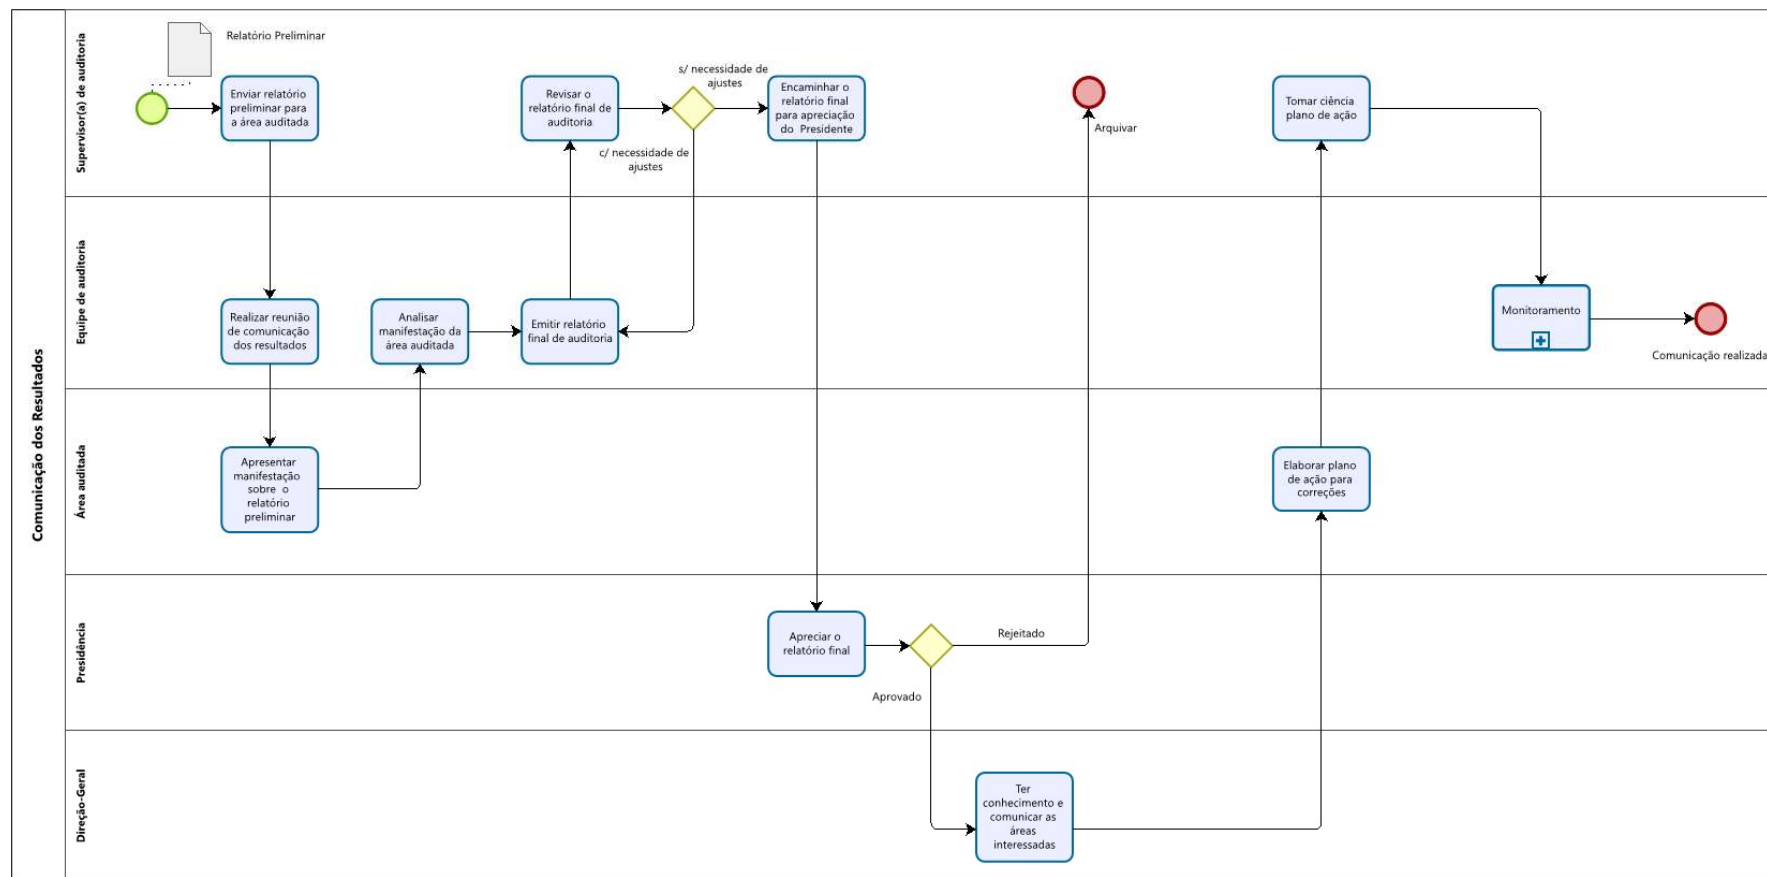 Comunicação dos Resultados
Supervisor(a) de auditoria
Relatório Preliminar
Enviar relatório
preliminar para
a área auditada
Revisar o
relatório final de
auditoria
s/ necessidade de
ajustes
c/ necessidade de
ajustes
Encaminhar o
relatório final
para apreciação
do Presidente
Arquivar
Tomar ciência
plano de ação
Equipe de auditoria
Realizar reunião
de comunicação
dos resultados
Analisar
manifestação da
área auditada
Emitir relatório
final de auditoria
Monitoramento
Comunicação realizada
Área auditada
Apresentar
manifestação
sobre o
relatório
preliminar
Elaborar plano
de ação para
correções
Presidência
Apreciar o
relatório final
Rejeitado
Aprovado
Direção-Geral
Ter
conhecimento e
comunicar as
áreas
interessadas